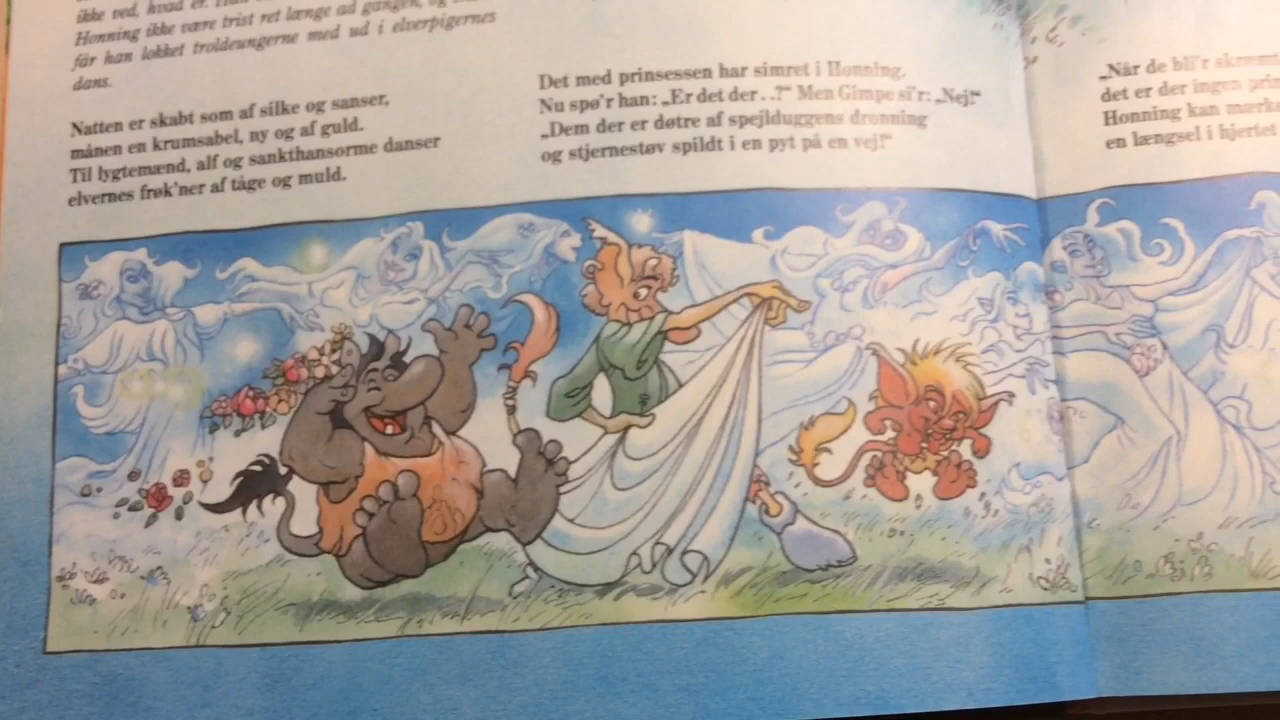 ikke ved, hvad er.
Honning ikke være trist ret længe ad gangen, og
får han lokket troldeungerne med ud i elverpigernes
dans.
Natten er skabt som af silke og sanser,
månen en krumsabel, ny og af guld.
Til lygtemænd, alf og sankthansorme danser
elvernes frøk'ner af tåge og muld.
Det med prinsessen har simret i Honning.
Nu spø'r han: „Er det der . .?“ Men Gimpe si'r: „Nej!“
„Dem der er døtre af spejlduggens dronning
og stjernestøv spildt i en pyt på en vej!“
„Når de bli'r
det er der ingen
Honning kan
en længsel i hjertet